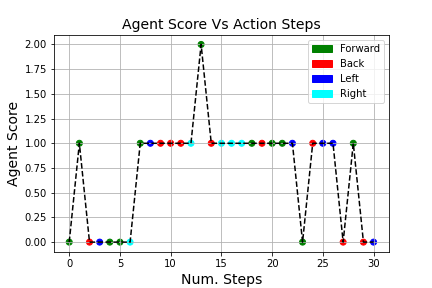 Agent Score Vs Action Steps
Agent Score
2.00
1.75
1.50
1.25
1.00
0.75
0.50
0.25
0.00
Forward
Back
Left
Right
0 5 10 15 20 25 30
Num. Steps